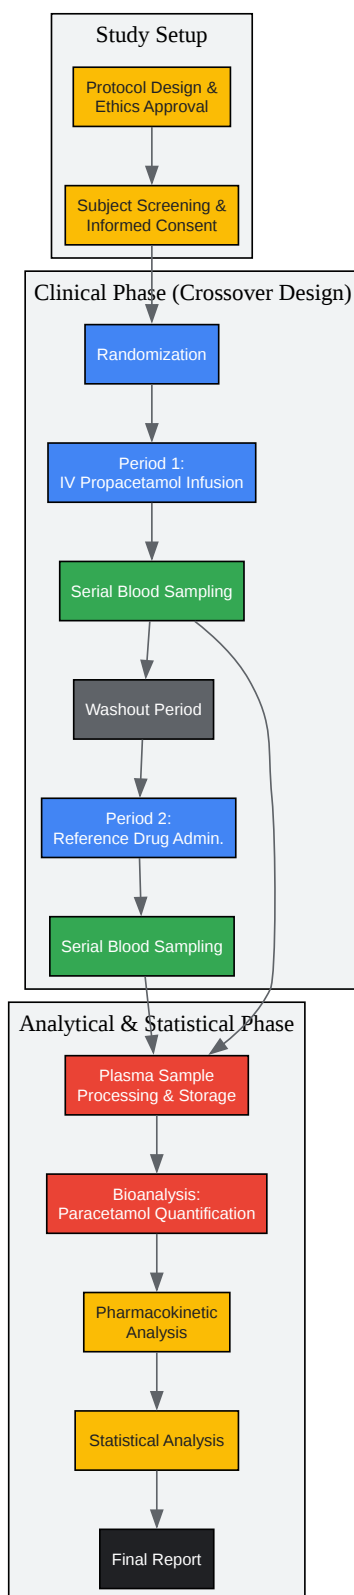 Study Setup
Protocol Design &
Ethics Approval
Subject Screening &
Informed Consent
Clinical Phase (Crossover Design)
Randomization
Period 1:
IV Propacetamol Infusion
Serial Blood Sampling
Washout Period
Period 2:
Reference Drug Admin.
Serial Blood Sampling
Analytical & Statistical Phase
Plasma Sample
Processing & Storage
Bioanalysis:
Paracetamol Quantification
Pharmacokinetic
Analysis
Statistical Analysis
Final Report